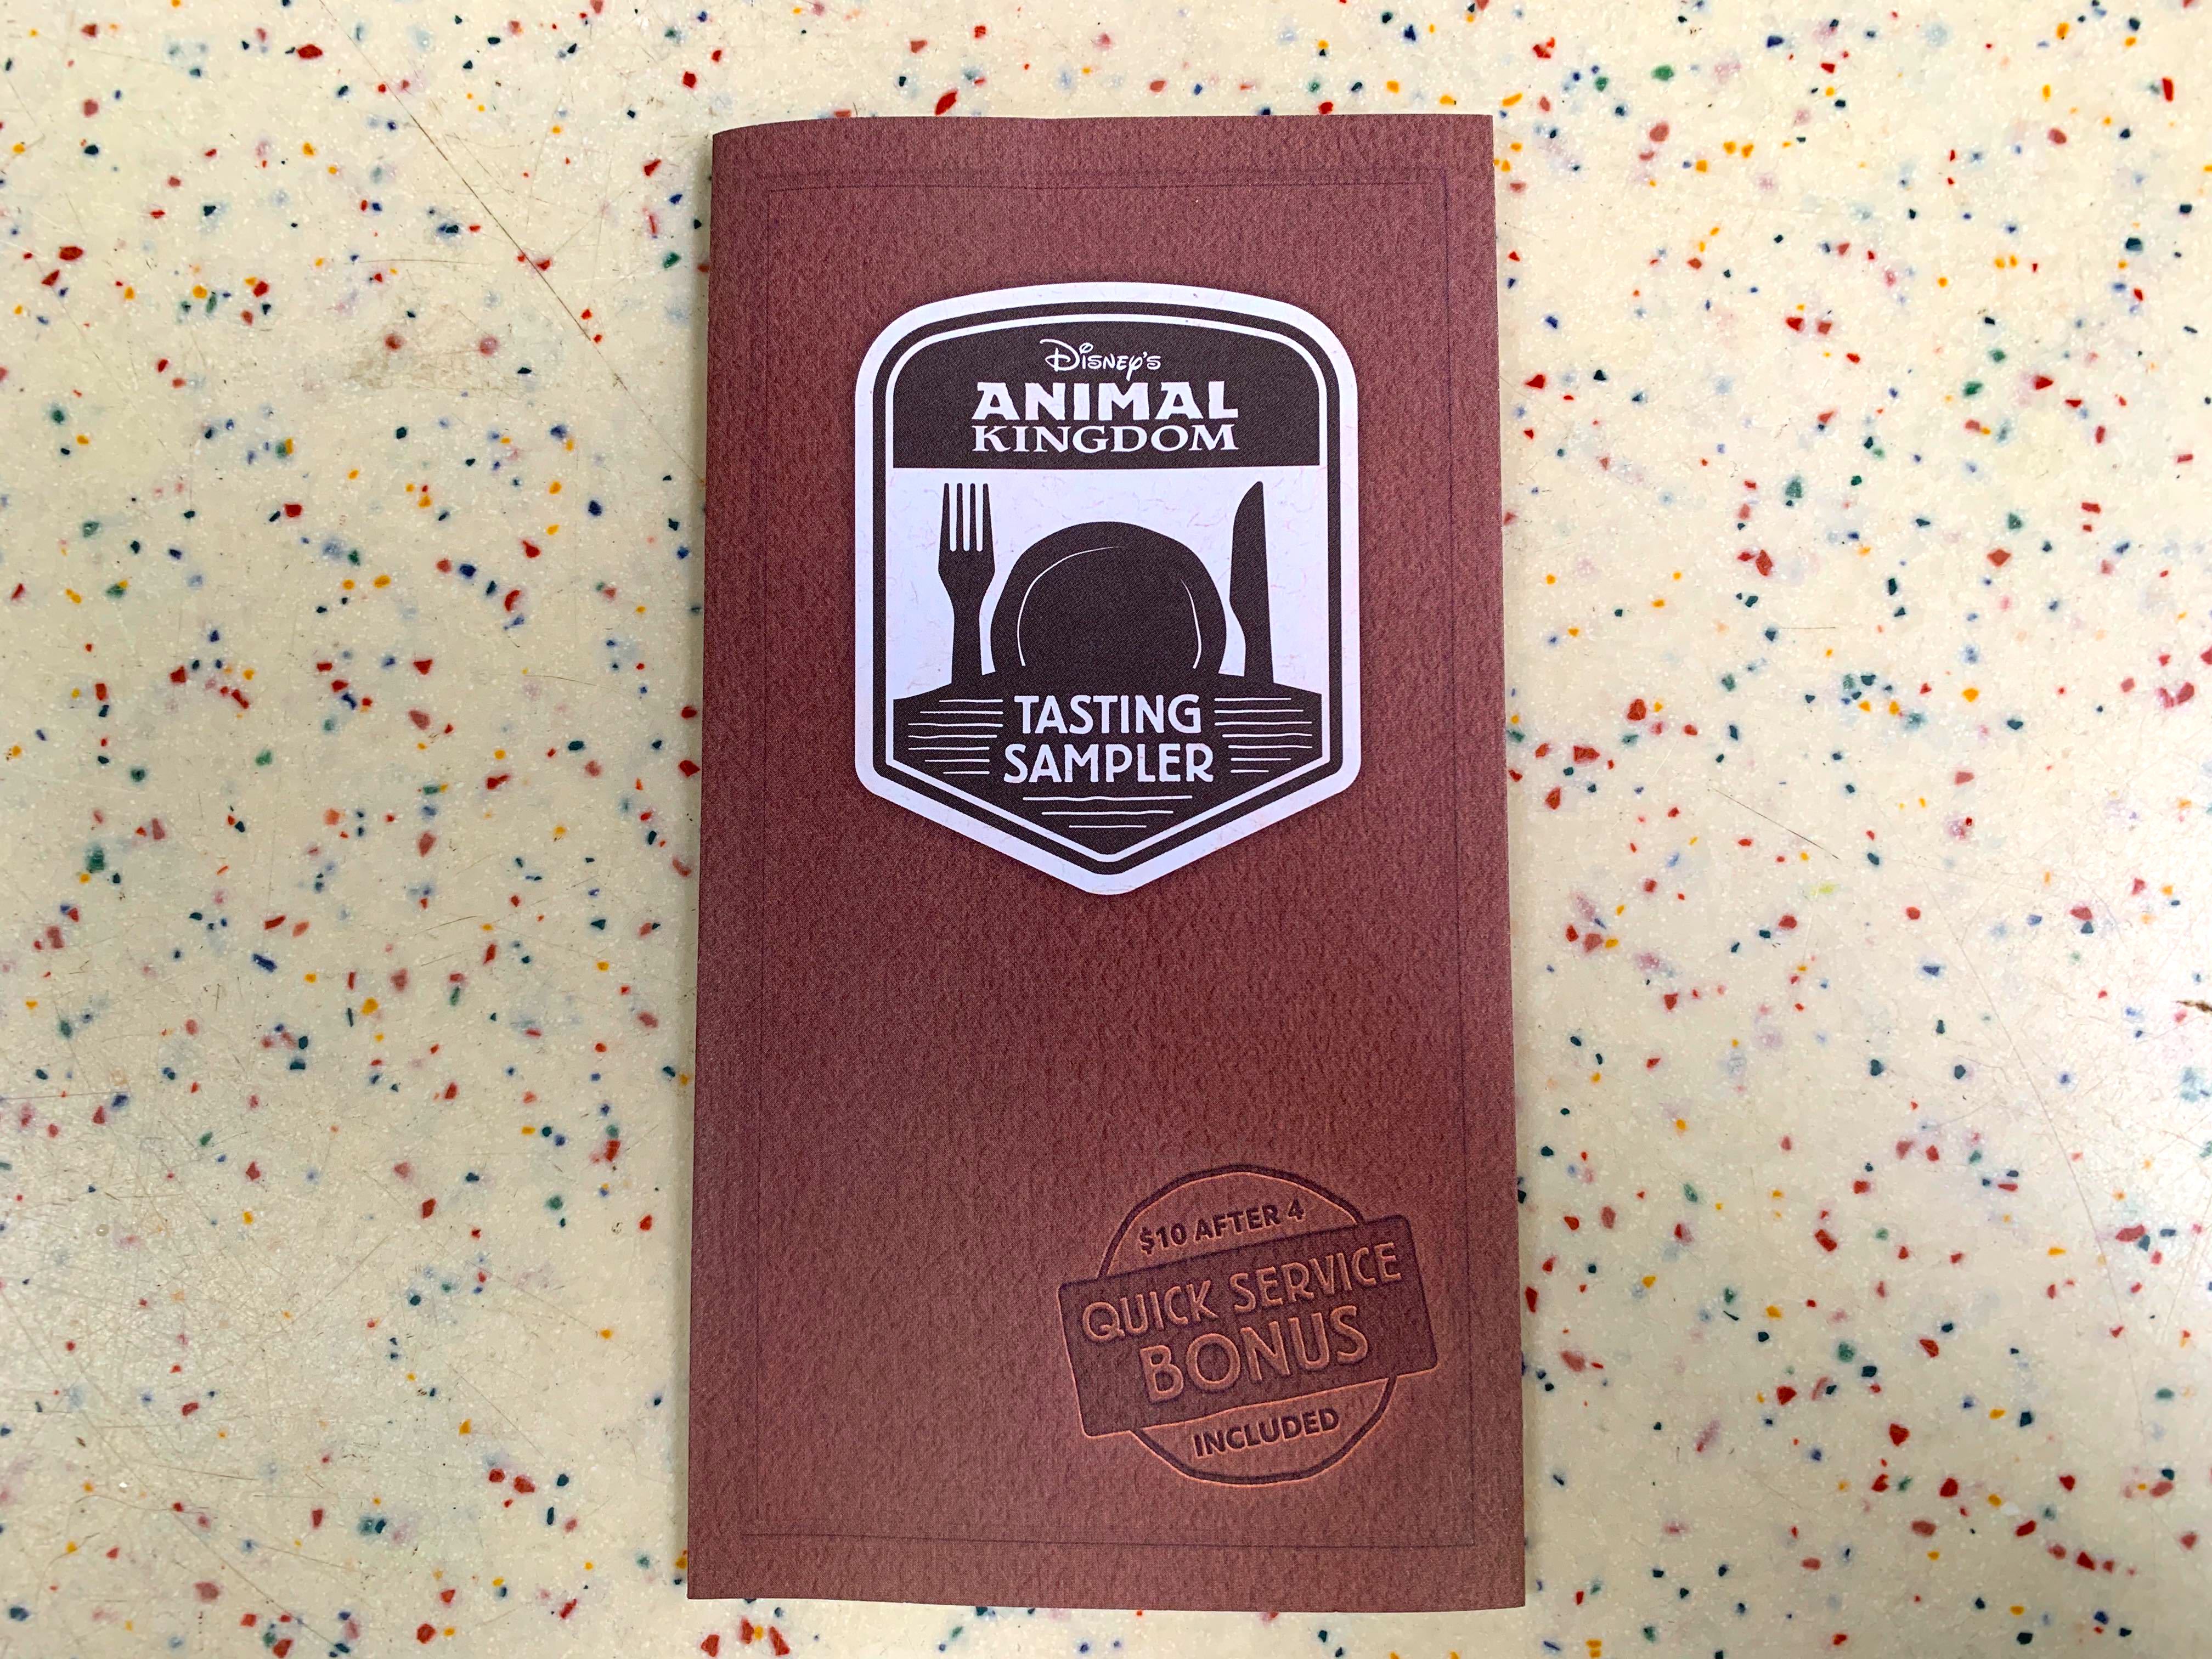 Disney's
ANIMAL
KINGDOM
TASTING
SAMPLER
$10 AFTER 4
QUICK SERVICE
BONUS
INCLUDED